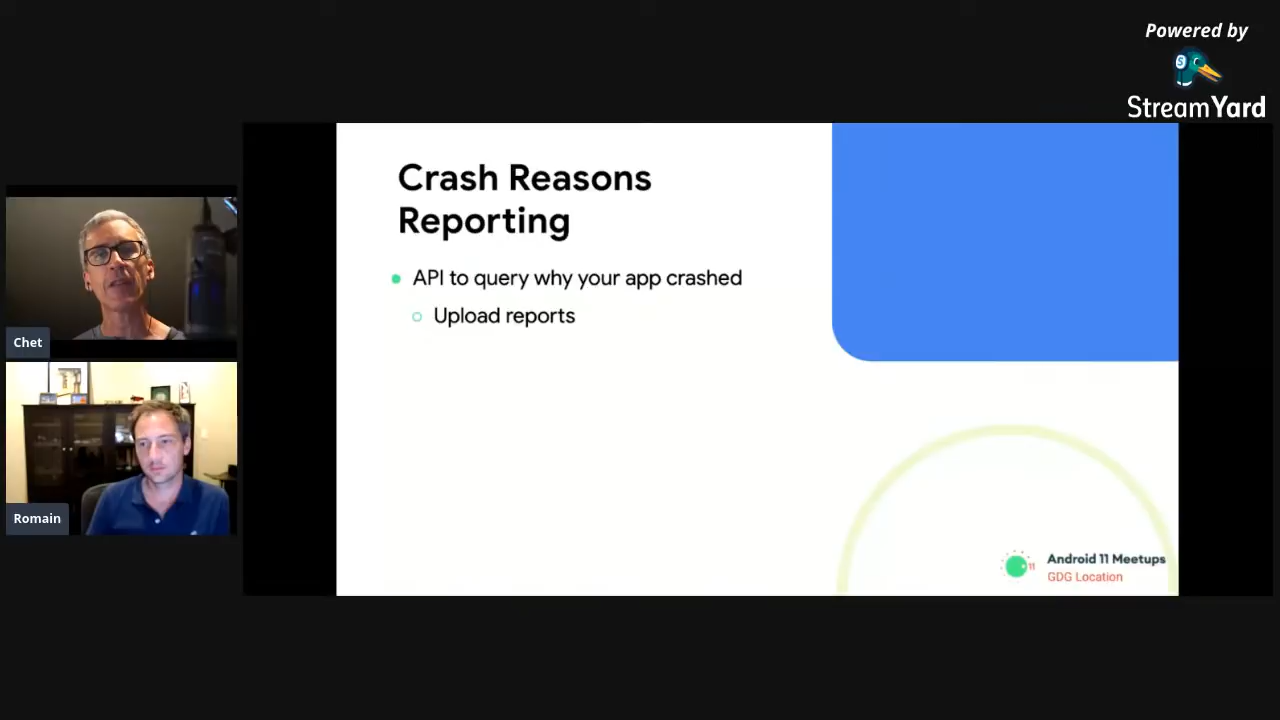 Powered by
StreamYard
Crash Reasons
Reporting
API to query why your app crashed
Upload reports
Chet
Romain
11
Android 11 Meetups
GDG Location